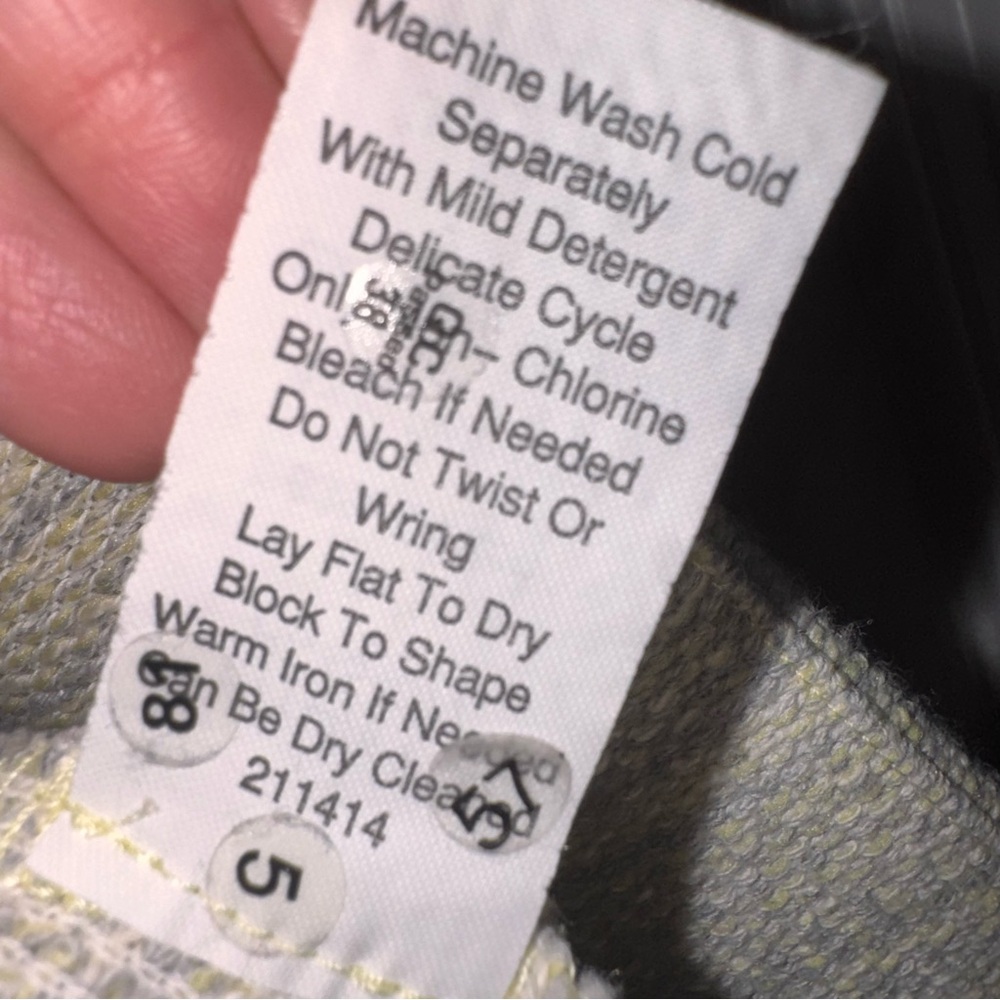 Machine Wash Cold
Separately
With Mild Detergent
Delicate Cycle
Only Non– Chlorine
Bleach If Needed
Do Not Twist Or
Wring
Lay Flat To Dry
Block To Shape
Warm Iron If Needed
Can Be Dry Cleaned
211414
18
5